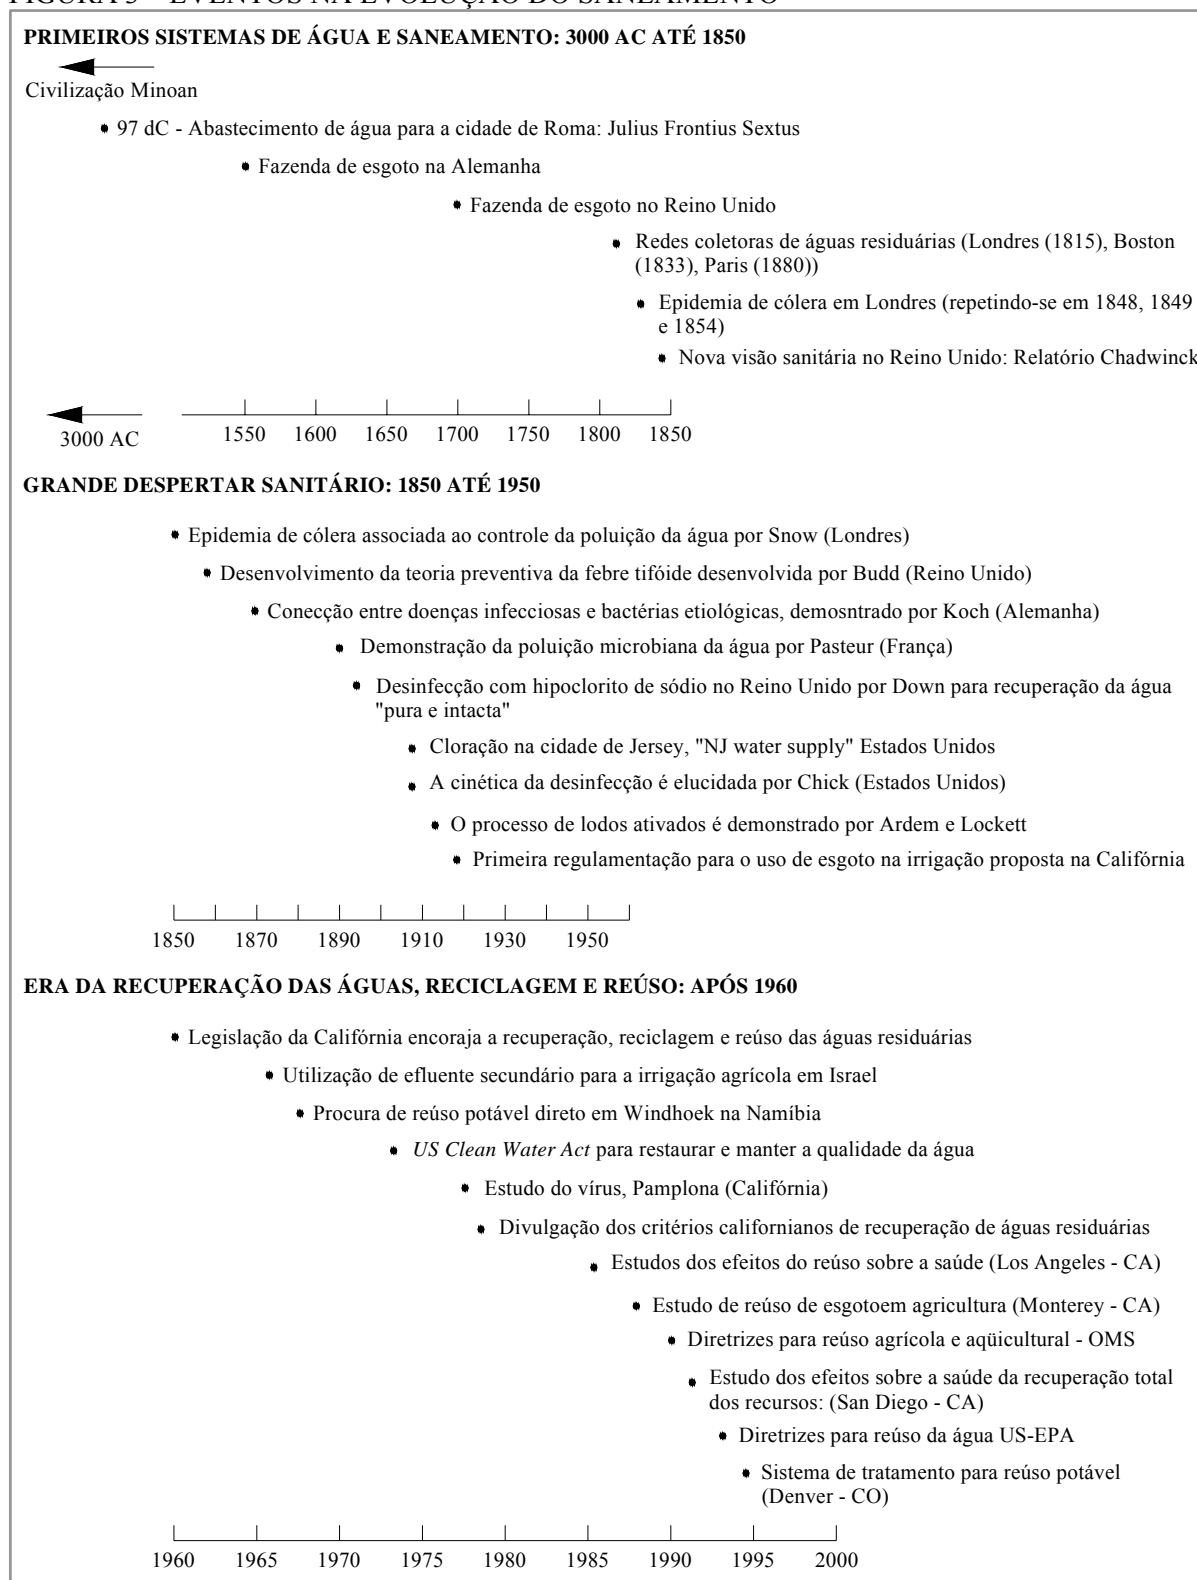 FIGURA 3 – EVENTOS NA EVOLUÇÃO DO SANEAMENTO
PRIMEIROS SISTEMAS DE ÁGUA E SANEAMENTO: 3000 AC ATÉ 1850
Civilização Minoan
97 dC - Abastecimento de água para a cidade de Roma: Julius Frontius Sextus
Fazenda de esgoto na Alemanha
Fazenda de esgoto no Reino Unido
Redes coletoras de águas residuárias (Londres (1815), Boston
(1833), Paris (1880))
Epidemia de cólera em Londres (repetindo-se em 1848, 1849
e 1854)
Nova visão sanitária no Reino Unido: Relatório Chadwinck
3000 AC 1550 1600 1650 1700 1750 1800 1850
GRANDE DESPERTAR SANITÁRIO: 1850 ATÉ 1950
Epidemia de cólera associada ao controle da poluição da água por Snow (Londres)
Desenvolvimento da teoria preventiva da febre tifóide desenvolvida por Budd (Reino Unido)
Conecção entre doenças infecciosas e bactérias etiológicas, demosntrado por Koch (Alemanha)
Demonstração da poluição microbiana da água por Pasteur (França)
Desinfecção com hipoclorito de sódio no Reino Unido por Down para recuperação da água
"pura e intacta"
Cloração na cidade de Jersey, "NJ water supply" Estados Unidos
A cinética da desinfecção é elucidada por Chick (Estados Unidos)
O processo de lodos ativados é demonstrado por Ardem e Lockett
Primeira regulamentação para o uso de esgoto na irrigação proposta na Califórnia
1850 1870 1890 1910 1930 1950
ERA DA RECUPERAÇÃO DAS ÁGUAS, RECICLAGEM E REÚSO: APÓS 1960
Legislação da Califórnia encoraja a recuperação, reciclagem e reúso das águas residuárias
Utilização de efluente secundário para a irrigação agrícola em Israel
Procura de reúso potável direto em Windhoek na Namíbia
US Clean Water Act para restaurar e manter a qualidade da água
Estudo do vírus, Pamplona (Califórnia)
Divulgação dos critérios californianos de recuperação de águas residuárias
Estudos dos efeitos do reúso sobre a saúde (Los Angeles - CA)
Estudo de reúso de esgotoem agricultura (Monterey - CA)
Diretrizes para reúso agrícola e aqüicultural - OMS
Estudo dos efeitos sobre a saúde da recuperação total
dos recursos: (San Diego - CA)
Diretrizes para reúso da água US-EPA
Sistema de tratamento para reúso potável
(Denver - CO)
1960 1965 1970 1975 1980 1985 1990 1995 2000